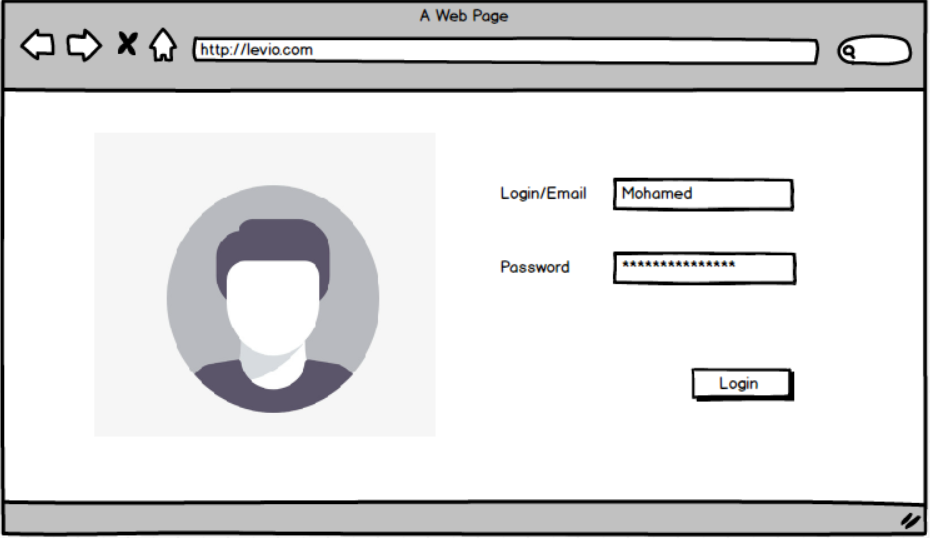 A Web Page
http://levio.com
Login/Email Mohamed
Password ***************
Login